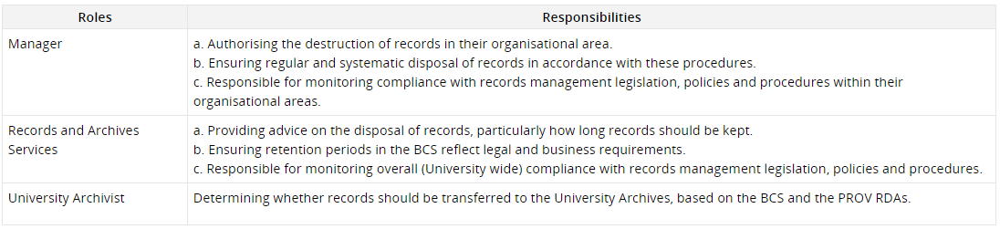 Roles
Responsibilities
Manager
a. Authorising the destruction of records in their organisational area.
b. Ensuring regular and systematic disposal of records in accordance with these procedures.
c. Responsible for monitoring compliance with records management legislation, policies and procedures within their
organisational areas.
Records and Archives
Services
a. Providing advice on the disposal of records, particularly how long records should be kept.
b. Ensuring retention periods in the BCS reflect legal and business requirements.
c. Responsible for monitoring overall (University wide) compliance with records management legislation, policies and procedures.
University Archivist
Determining whether records should be transferred to the University Archives, based on the BCS and the PROV RDAs.